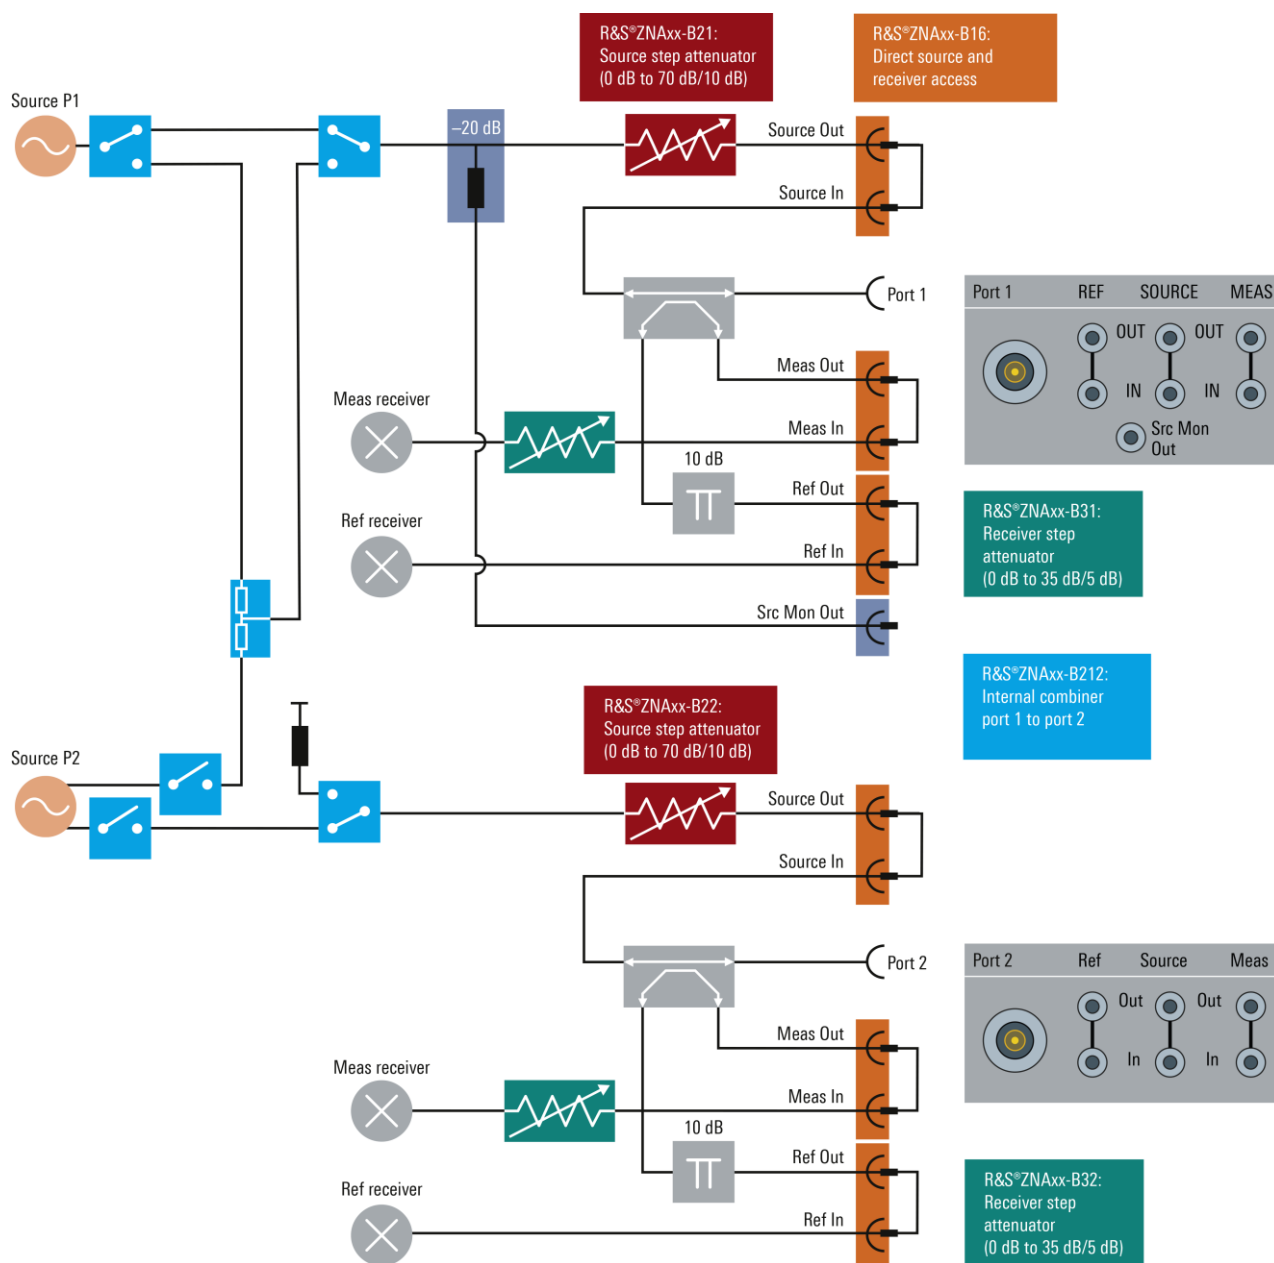 R&S®ZNAxx-B21:
Source step attenuator
(0 dB to 70 dB/10 dB)
R&S®ZNAxx-B16:
Direct source and
receiver access
Source P1
–20 dB
Source Out
Source In
Port 1
Port 1 REF SOURCE MEAS
OUT OUT
IN IN
Src Mon
Out
Meas Out
Meas receiver
Meas In
10 dB
Ref Out
Ref receiver
Ref In
R&S®ZNAxx-B31:
Receiver step
attenuator
(0 dB to 35 dB/5 dB)
Src Mon Out
R&S®ZNAxx-B212:
Internal combiner
port 1 to port 2
R&S®ZNAxx-B22:
Source step attenuator
(0 dB to 70 dB/10 dB)
Source P2
Source Out
Source In
Port 2
Port 2 Ref Source Meas
Out Out
In In
Meas Out
Meas receiver
Meas In
10 dB
Ref Out
Ref receiver
Ref In
R&S®ZNAxx-B32:
Receiver step
attenuator
(0 dB to 35 dB/5 dB)